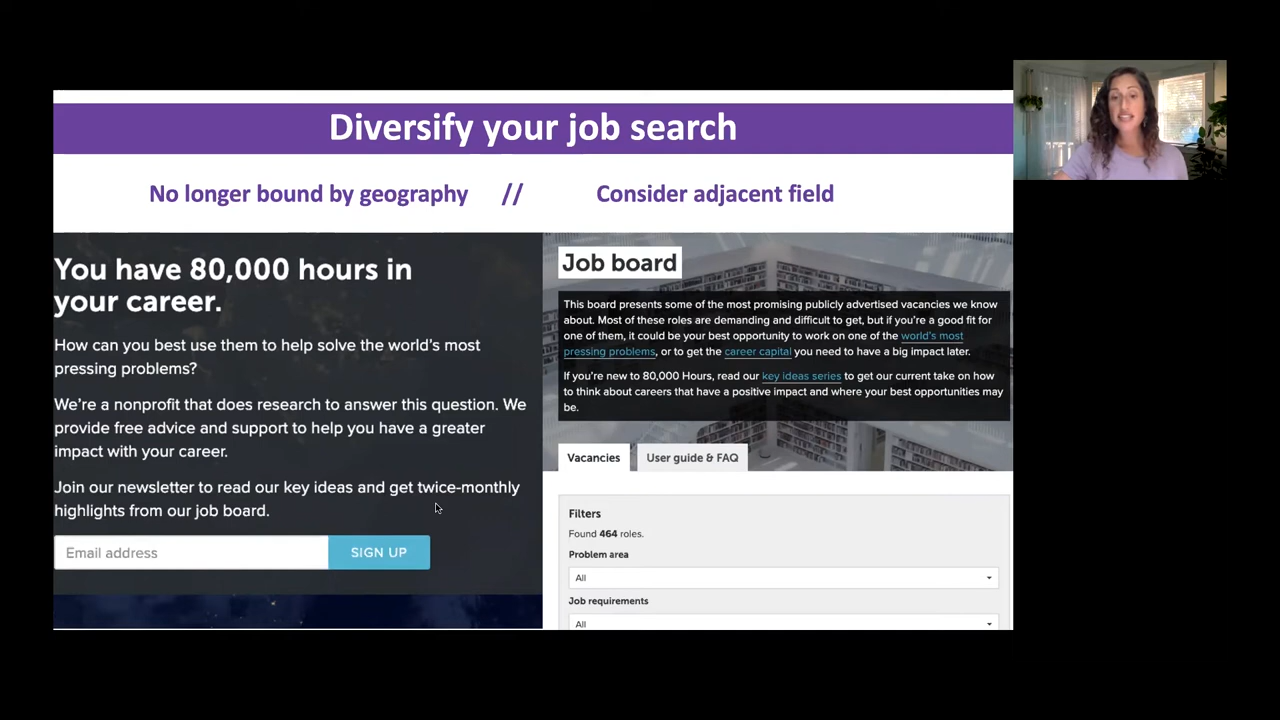 Diversify your job search
No longer bound by geography // Consider adjacent field
You have 80,000 hours in
your career.
How can you best use them to help solve the world's most
pressing problems?
We're a nonprofit that does research to answer this question. We
provide free advice and support to help you have a greater
impact with your career.
Join our newsletter to read our key ideas and get twice-monthly
highlights from our job board.
Email address
SIGN UP
Job board
This board presents some of the most promising publicly advertised vacancies we know
about. Most of these roles are demanding and difficult to get, but if you're a good fit for
one of them, it could be your best opportunity to work on one of the world's most
pressing problems, or to get the career capital you need to have a big impact later.
If you're new to 80,000 Hours, read our key ideas series to get our current take on how
to think about careers that have a positive impact and where your best opportunities may
be.
Vacancies
User guide & FAQ
Filters
Found 464 roles.
Problem area
All
Job requirements
All